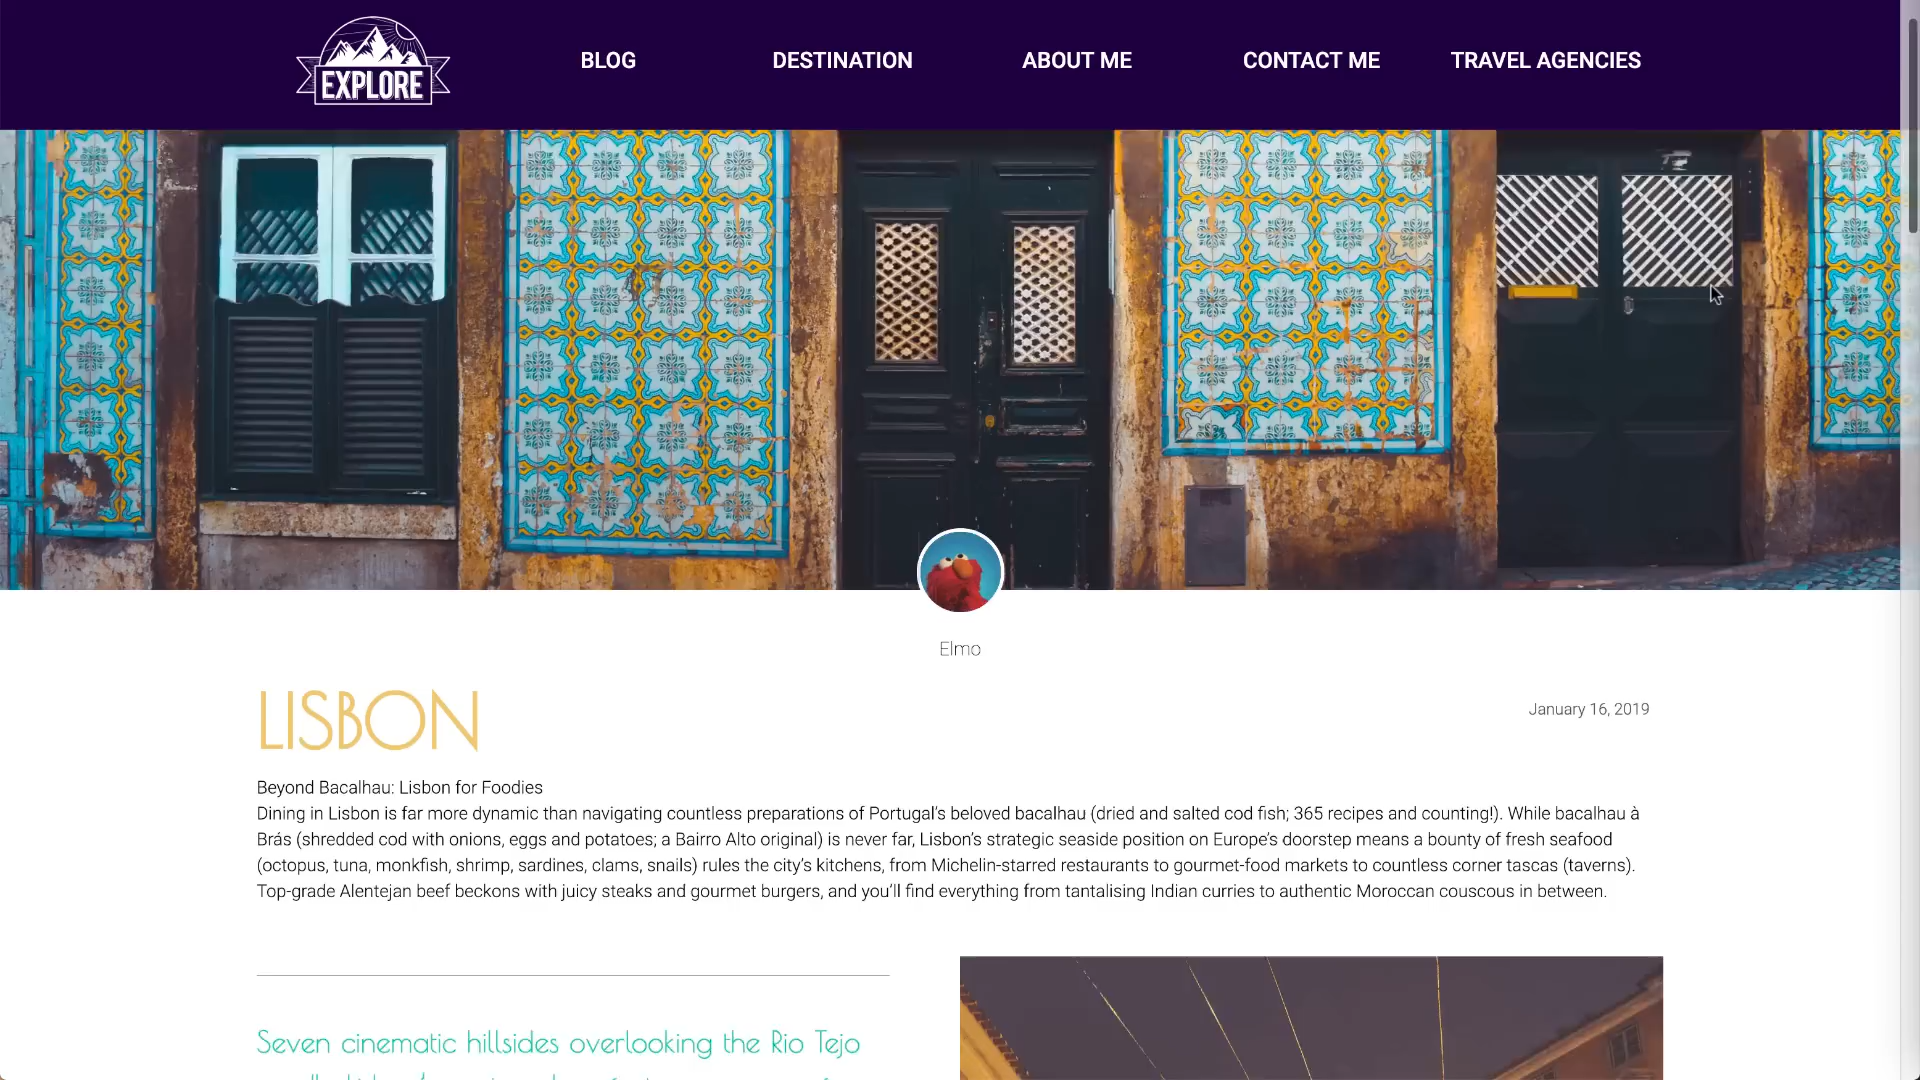 EXPLORE
BLOG
DESTINATION
ABOUT ME
CONTACT ME
TRAVEL AGENCIES
Elmo
LISBON
January 16, 2019
Beyond Bacalhau: Lisbon for Foodies
Dining in Lisbon is far more dynamic than navigating countless preparations of Portugal’s beloved bacalhau (dried and salted cod fish; 365 recipes and counting!). While bacalhau à
Brás (shredded cod with onions, eggs and potatoes; a Bairro Alto original) is never far, Lisbon’s strategic seaside position on Europe’s doorstep means a bounty of fresh seafood
(octopus, tuna, monkfish, shrimp, sardines, clams, snails) rules the city’s kitchens, from Michelin-starred restaurants to gourmet-food markets to countless corner tascas (taverns).
Top-grade Alentejan beef beckons with juicy steaks and gourmet burgers, and you’ll find everything from tantalising Indian curries to authentic Moroccan couscous in between.
Seven cinematic hillsides overlooking the Rio Tejo